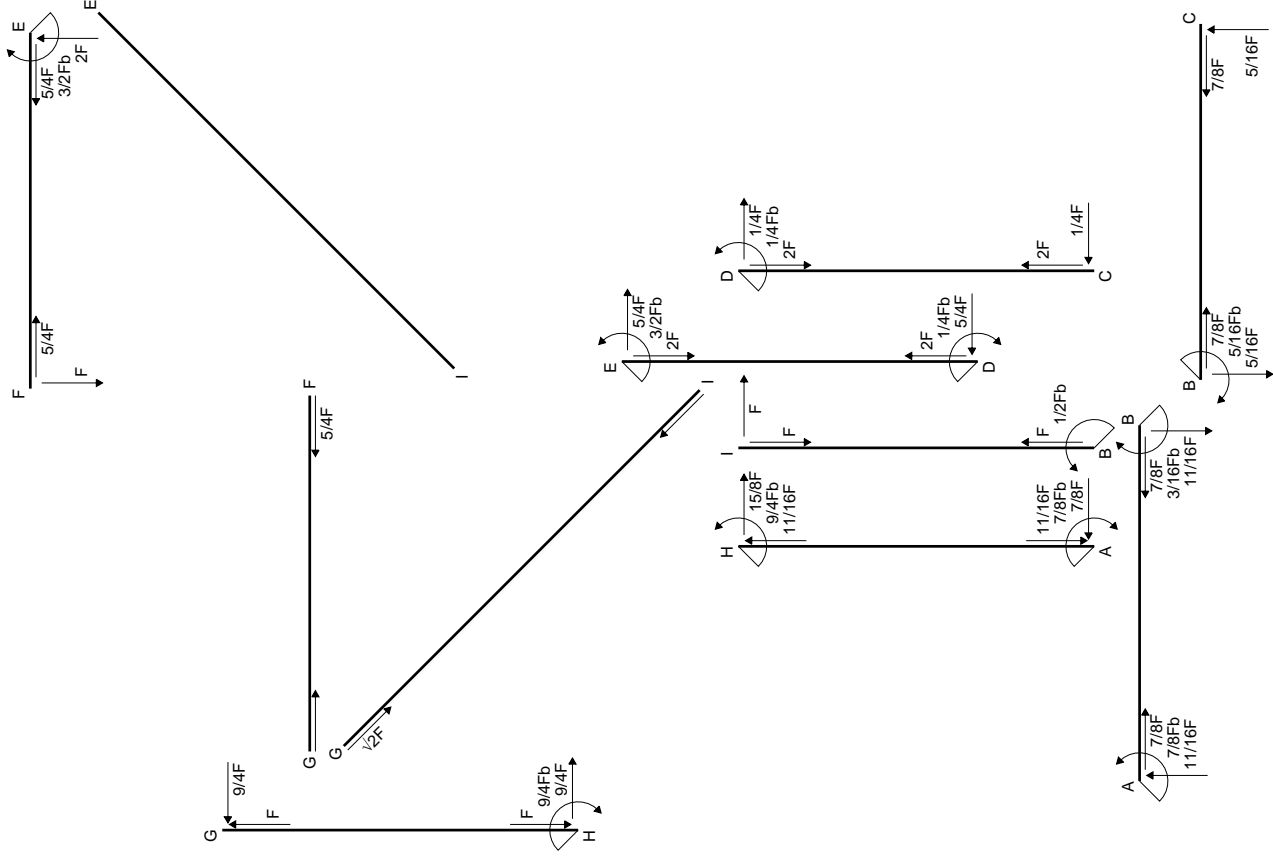 E
2F
5/4F
3/2Fb
5/4F
F
F
E
I
F
5/4F
G
G
√2F
I
9/4F
G
F
F
9/4Fb
9/4F
H
D
1/4F
1/4Fb
2F
2F
1/4F
C
E
5/4F
3/2Fb
2F
2F
1/4Fb
5/4F
D
I
F
F
F
1/2Fb
B
H
15/8F
9/4Fb
11/16F
11/16F
7/8Fb
7/8F
A
C
7/8F
5/16F
7/8F
5/16Fb
5/16F
B
B
7/8F
3/16Fb
11/16F
7/8F
7/8Fb
11/16F
A